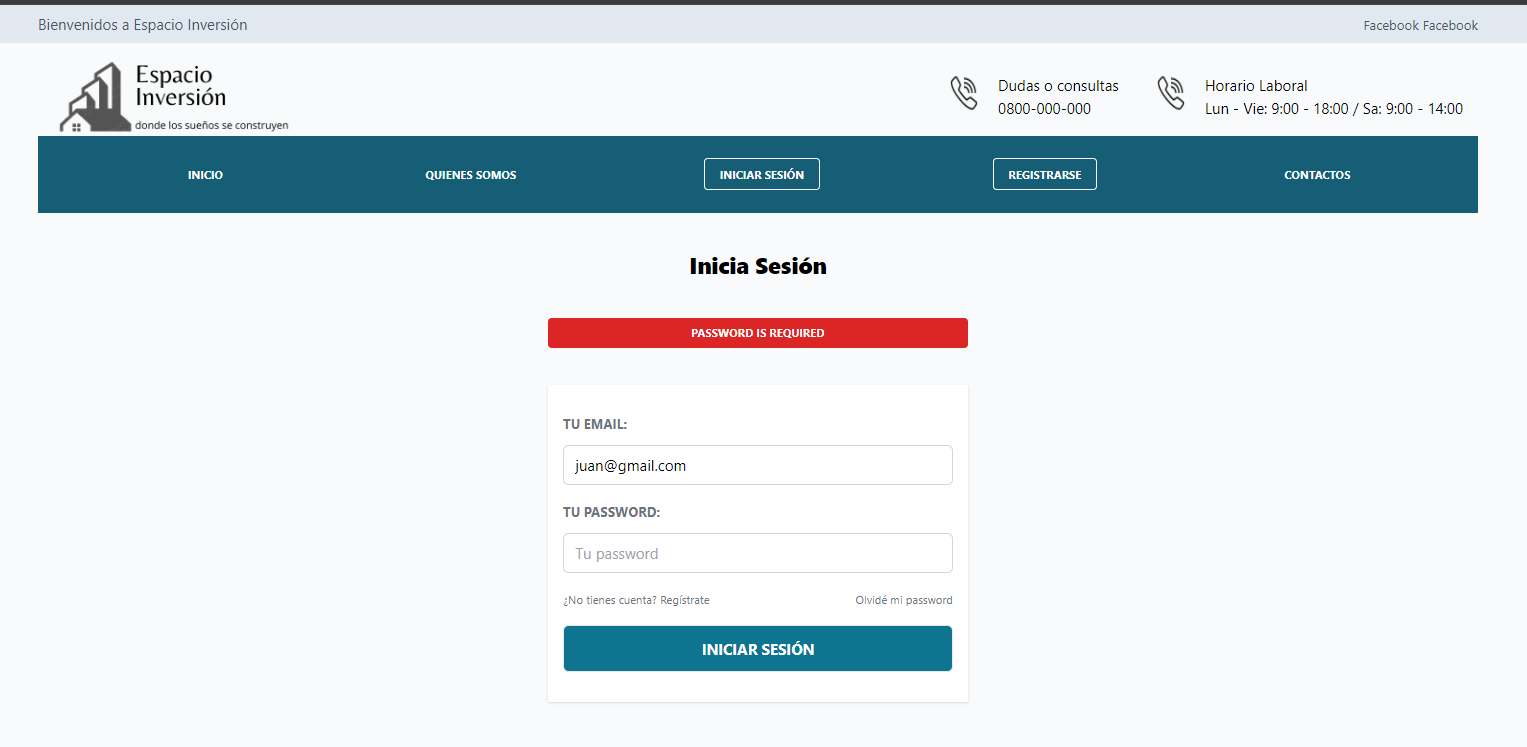 Bienvenidos a Espacio Inversión
Facebook Facebook
Espacio
Inversión
donde los sueños se construyen
Dudas o consultas
0800-000-000
Horario Laboral
Lun - Vie: 9:00 - 18:00 / Sa: 9:00 - 14:00
INICIO
QUIENES SOMOS
INICIAR SESIÓN
REGISTRARSE
CONTACTOS
Inicia Sesión
PASSWORD IS REQUIRED
TU EMAIL:
juan@gmail.com
TU PASSWORD:
Tu password
¿No tienes cuenta? Regístrate
Olvidé mi password
INICIAR SESIÓN